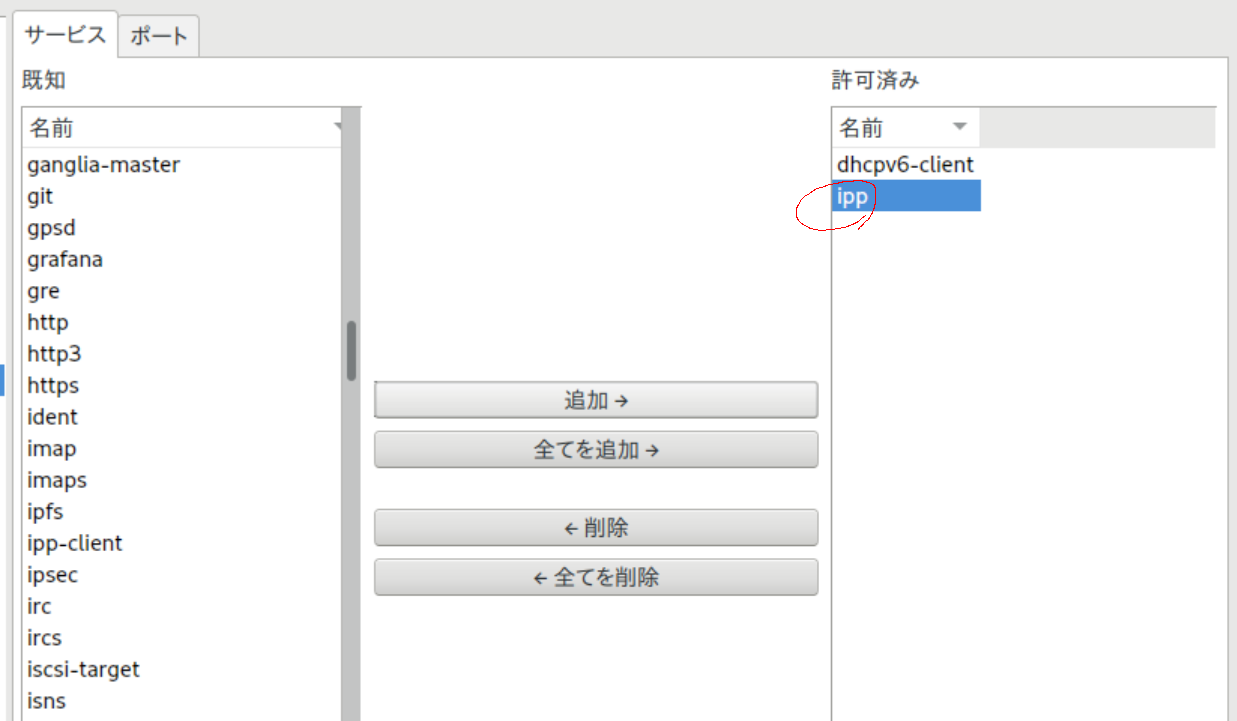 サービス ポート
既知
許可済み
名前
ganglia-master
git
gpsd
grafana
gre
http
http3
https
ident
imap
imaps
ipfs
ipp-client
ipsec
irc
ircs
iscsi-target
isns
追加 →
全てを追加 →
← 削除
← 全てを削除
名前
dhcpv6-client
ipp